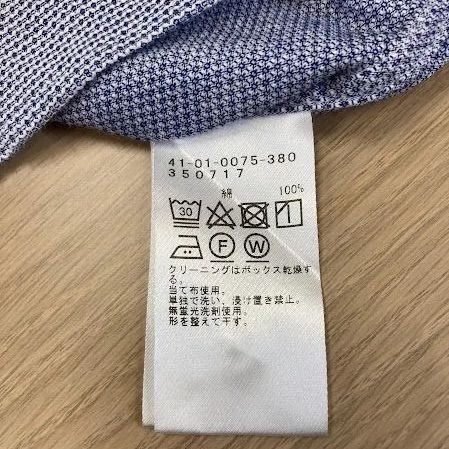 41-01-0075-380
350717
綿 100%
30
F W
クリーニングはボックス乾燥す
る。
当て布使用。
単独で洗い、浸け置き禁止。
無蛍光洗剤使用。
形を整えて干す。